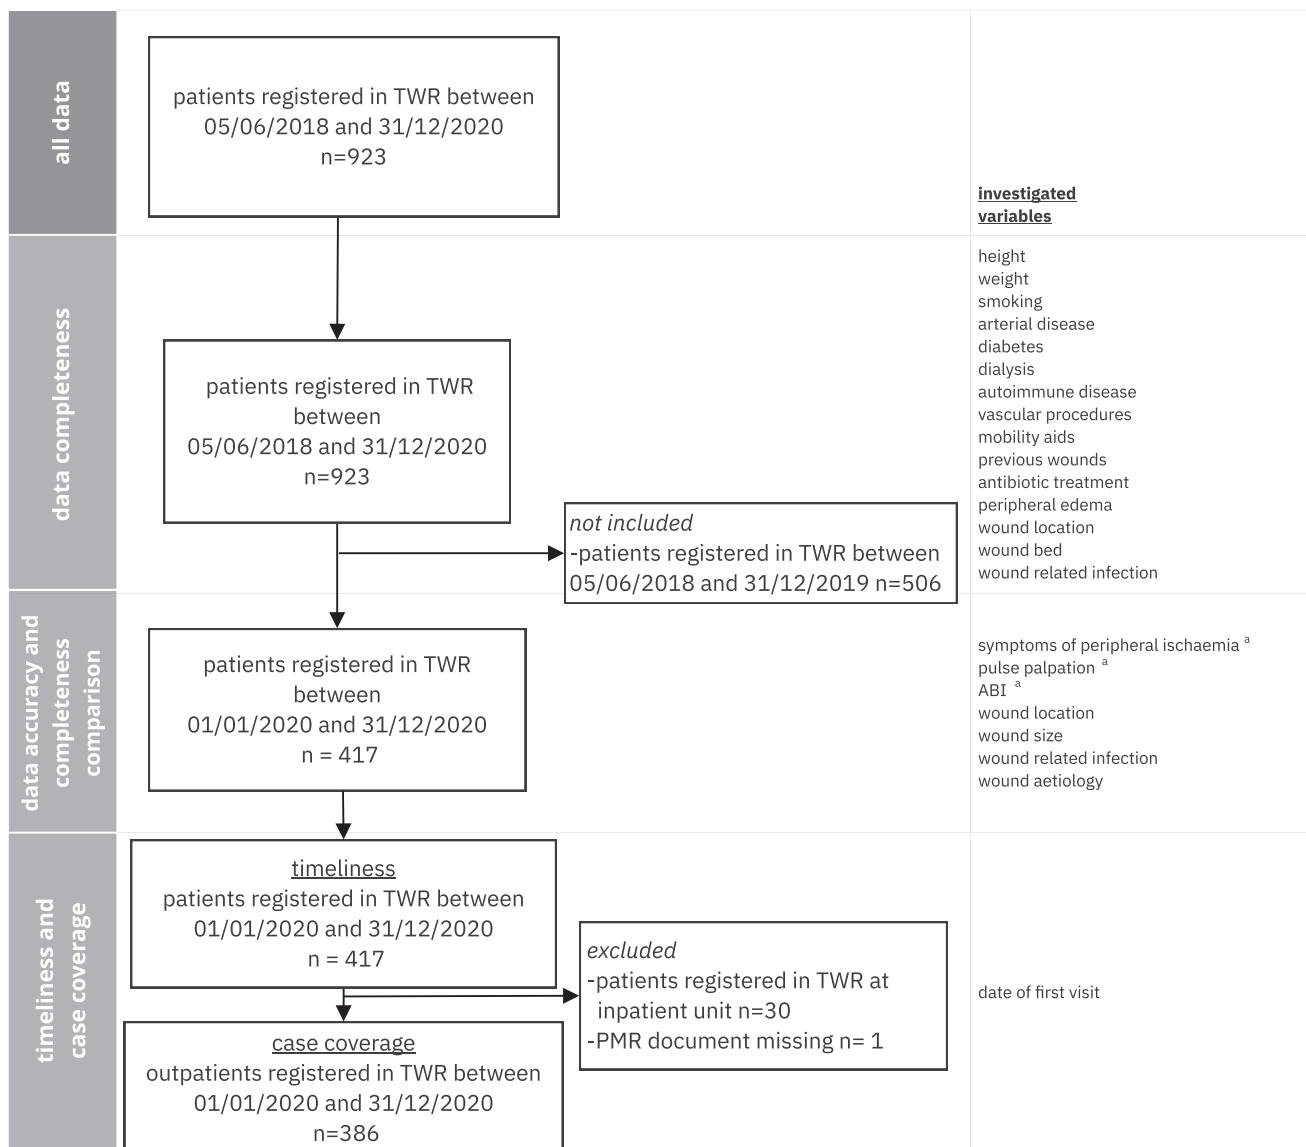 all data
patients registered in TWR between
05/06/2018 and 31/12/2020
n=923
investigated
variables
data completeness
patients registered in TWR
between
05/06/2018 and 31/12/2020
n=923
not included
-patients registered in TWR between
05/06/2018 and 31/12/2019 n=506
height
weight
smoking
arterial disease
diabetes
dialysis
autoimmune disease
vascular procedures
mobility aids
previous wounds
antibiotic treatment
peripheral edema
wound location
wound bed
wound related infection
data accuracy and
completeness
comparison
patients registered in TWR
between
01/01/2020 and 31/12/2020
n = 417
symptoms of peripheral ischaemia a
pulse palpation a
ABI a
wound location
wound size
wound related infection
wound aetiology
timeliness and
case coverage
timeliness
patients registered in TWR between
01/01/2020 and 31/12/2020
n = 417
excluded
-patients registered in TWR at
inpatient unit n=30
-PMR document missing n= 1
case coverage
outpatients registered in TWR between
01/01/2020 and 31/12/2020
n=386
date of first visit